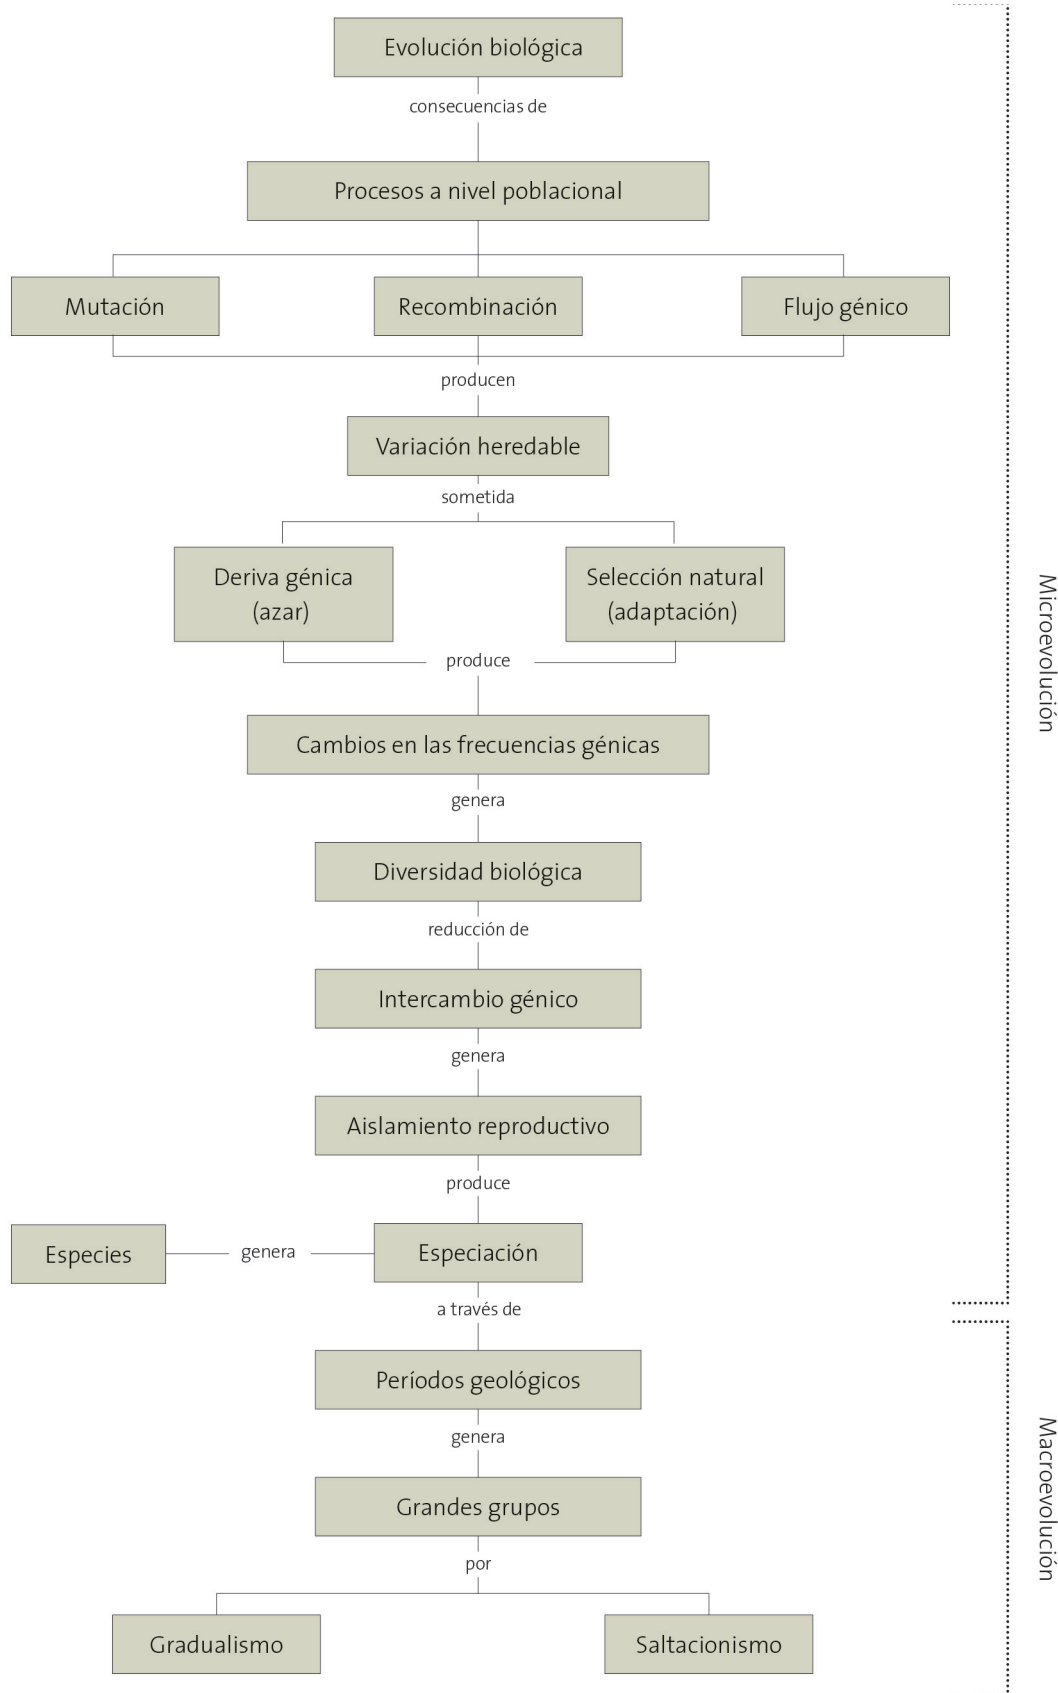 Evolución biológica
consecuencias de
Procesos a nivel poblacional
Mutación
Recombinación
Flujo génico
producen
Variación heredable
sometida
Deriva génica
(azar)
Selección natural
(adaptación)
produce
Cambios en las frecuencias génicas
genera
Diversidad biológica
reducción de
Intercambio génico
genera
Aislamiento reproductivo
produce
Especies
genera
Especiación
a través de
Períodos geológicos
genera
Grandes grupos
por
Gradualismo
Saltacionismo
Microevolución
Macroevolución